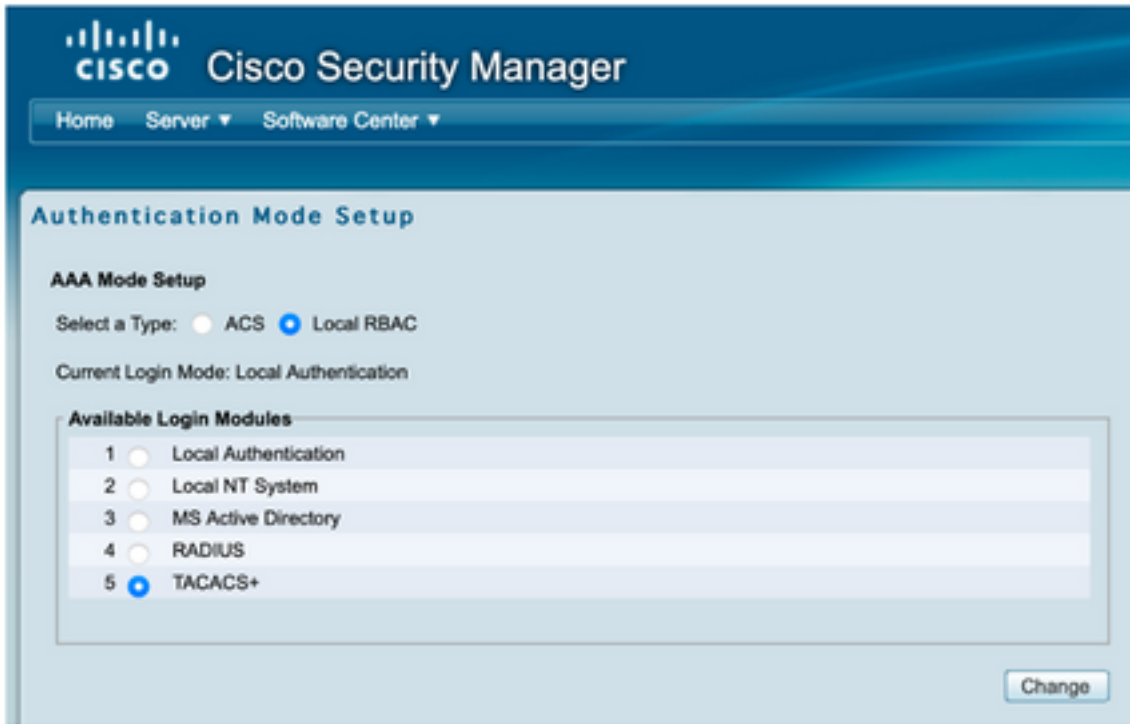 CISCO Cisco Security Manager
Home Server ▼ Software Center ▼
Authentication Mode Setup
AAA Mode Setup
Select a Type: ACS Local RBAC
Current Login Mode: Local Authentication
Available Login Modules
1 Local Authentication
2 Local NT System
3 MS Active Directory
4 RADIUS
5 TACACS+
Change